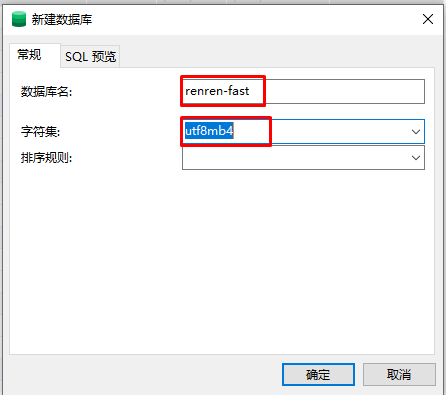 新建数据库
常规
SQL 预览
数据库名:
renren-fast
字符集:
utf8mb4
排序规则:
确定
取消